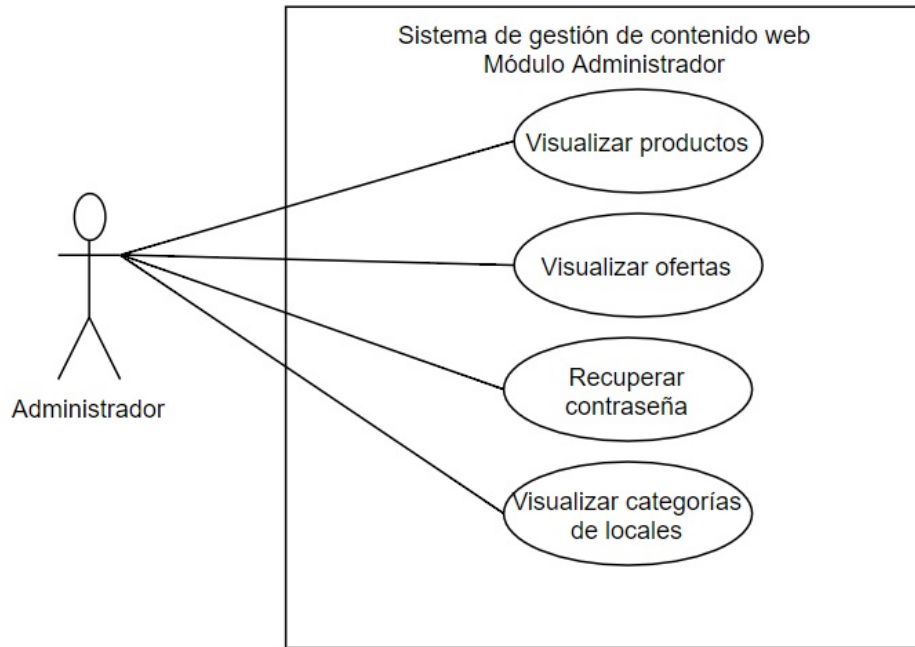 Sistema de gestión de contenido web
Módulo Administrador
Visualizar productos
Visualizar ofertas
Recuperar
contraseña
Administrador
Visualizar categorías
de locales